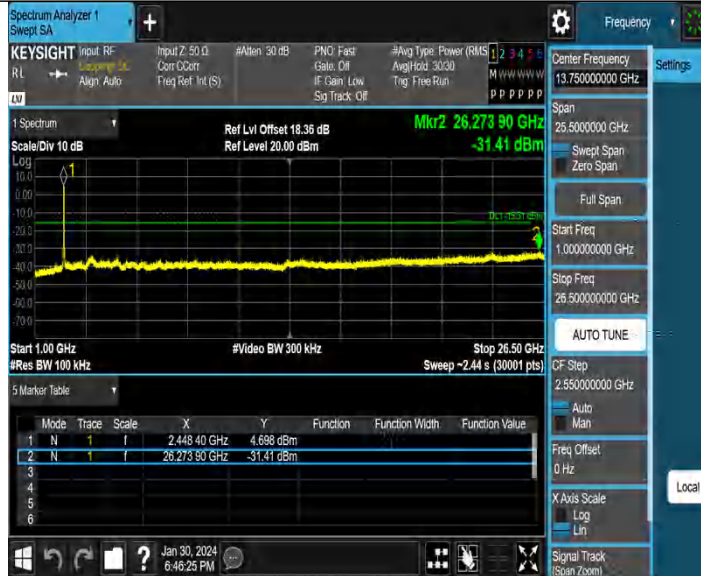 Spectrum Analyzer 1
Swept SA
+
Frequency
KEYSIGHT Input: RF
Coupling: DC
Align: Auto
RL
Input Z: 50 Ω
Corr CCorr
Freq Ref: Int (S)
#Atten: 30 dB
PNO: Fast
Gate: Off
IF Gain: Low
Sig Track: Off
#Avg Type: Power (RMS
Avg|Hold: 30/30
Trig: Free Run
1 2 3 4 5 6
M W W W W W
P P P P P P
1 Spectrum
Scale/Div 10 dB
Ref Lvl Offset 18.36 dB
Ref Level 20.00 dBm
Mkr2 26.273 90 GHz
-31.41 dBm
Log
10.0
0.00
-10.0
-20.0
-30.0
-40.0
-50.0
-60.0
-70.0
1
2
Start 1.00 GHz
#Video BW 300 kHz
Stop 26.50 GHz
#Res BW 100 kHz
Sweep ~2.44 s (30001 pts)
5 Marker Table
Mode Trace Scale X Y Function Function Width Function Value
1 N 1 f 2.448 40 GHz 4.698 dBm
2 N 1 f 26.273 90 GHz -31.41 dBm
3
4
5
6
?
Jan 30, 2024
6:46:25 PM
Center Frequency
13.750000000 GHz
Settings
Span
25.5000000 GHz
Swept Span
Zero Span
Full Span
Start Freq
1.000000000 GHz
Stop Freq
26.500000000 GHz
AUTO TUNE
CF Step
2.550000000 GHz
Auto
Man
Freq Offset
0 Hz
Local
X Axis Scale
Log
Lin
Signal Track
(Span Zoom)